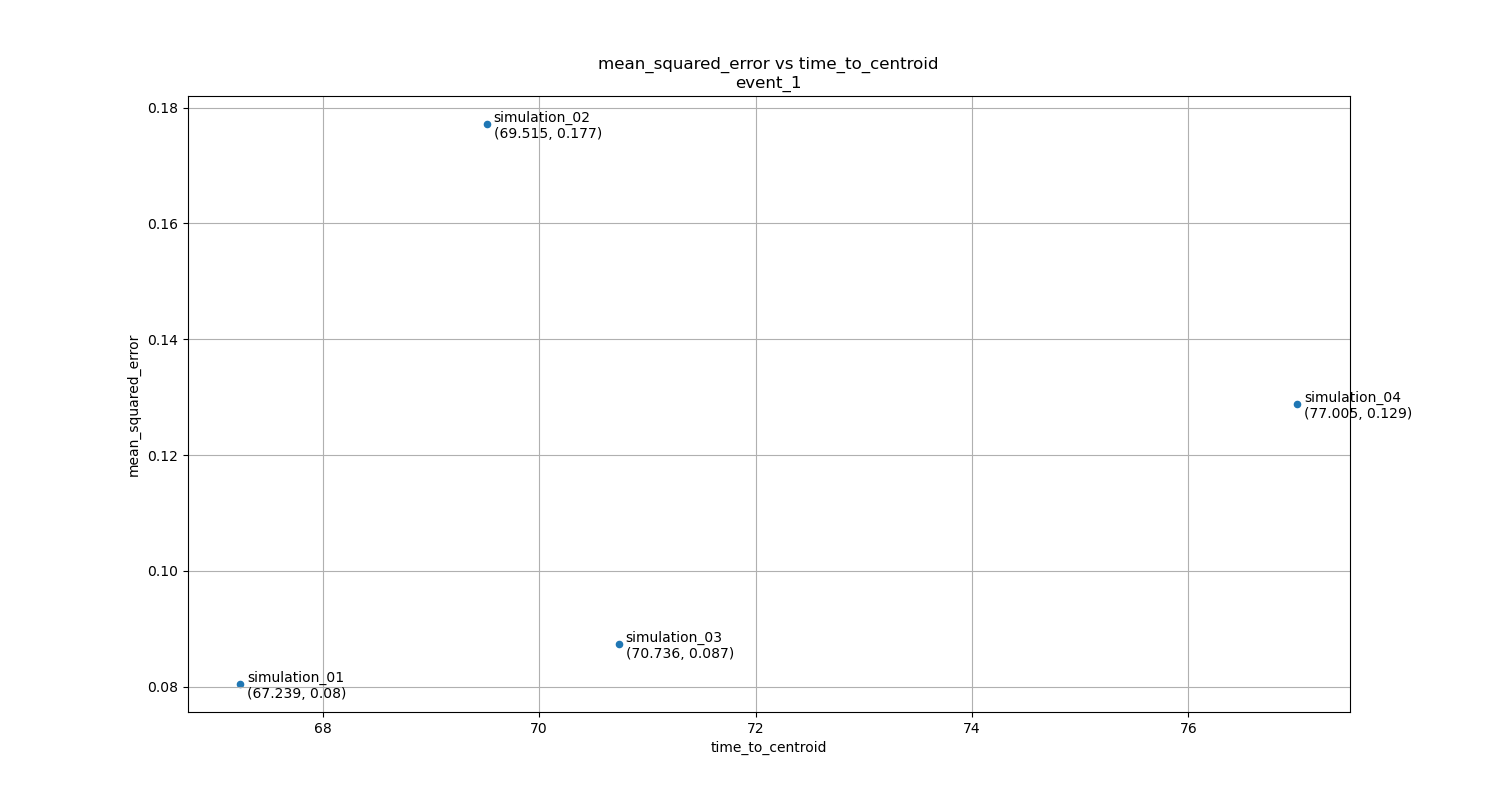 mean_squared_error vs time_to_centroid
event_1
0.18
simulation_02
(69.515, 0.177)
0.16
0.14
mean_squared_error
simulation_04
(77.005, 0.129)
0.12
0.10
simulation_03
(70.736, 0.087)
simulation_01
(67.239, 0.08)
0.08
68 70 72 74 76
time_to_centroid